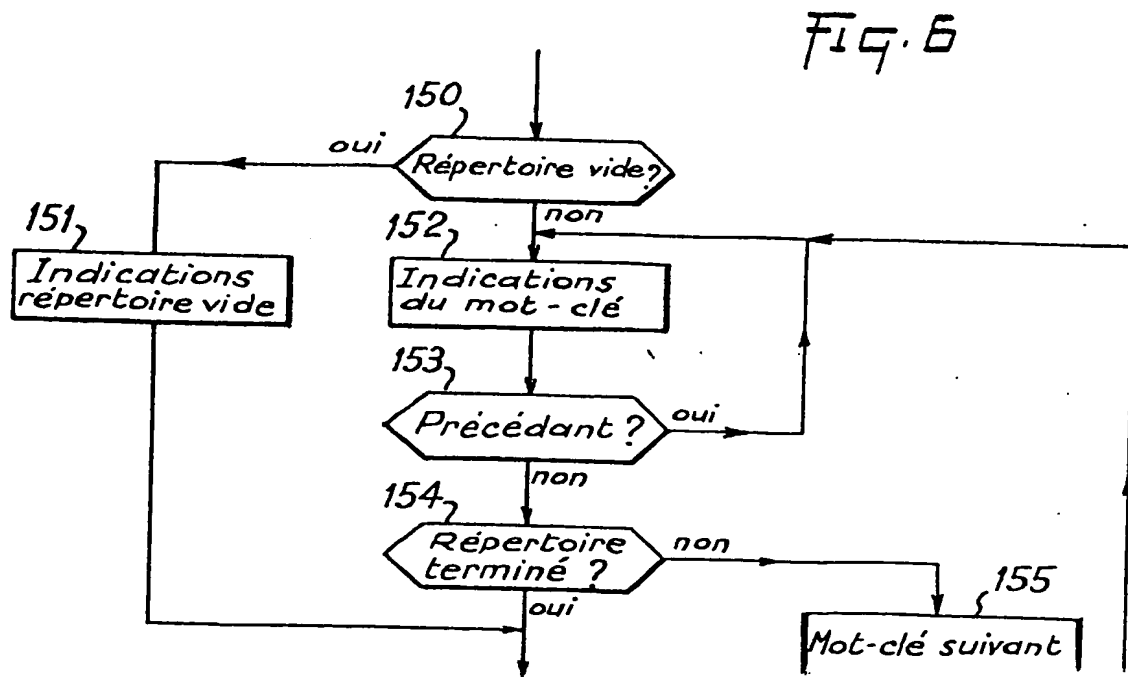 Fig. 6
150
oui
Répertoire vide?
non
151
Indications
répertoire vide
152
Indications
du mot-clé
153
Précédant ?
oui
non
154
Répertoire
terminé ?
non
oui
155
Mot-clé suivant